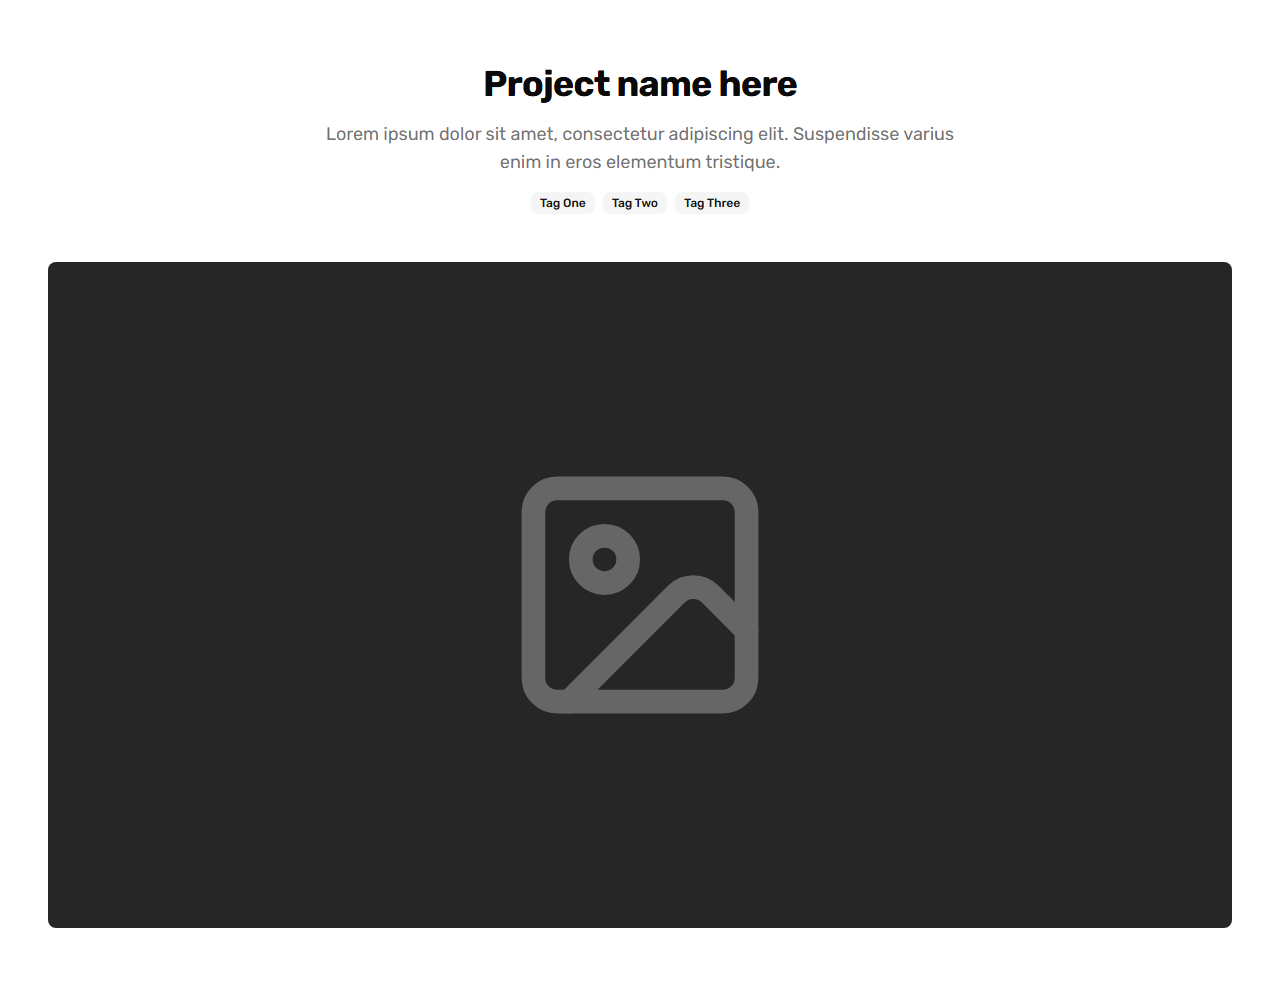 Project name here
Lorem ipsum dolor sit amet, consectetur adipiscing elit. Suspendisse varius
enim in eros elementum tristique.
Tag One Tag Two Tag Three